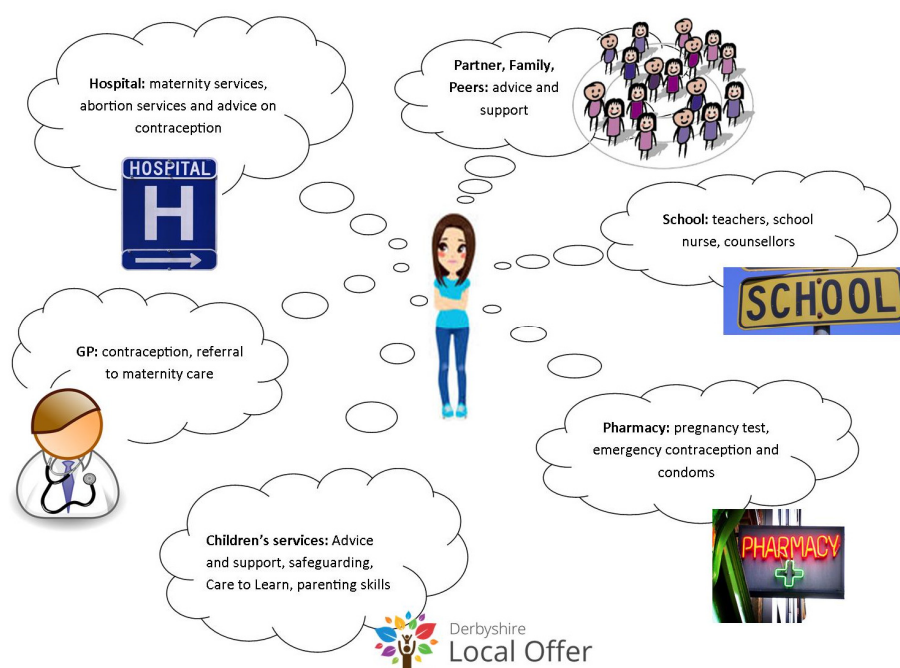 Hospital: maternity services,
abortion services and advice on
contraception
HOSPITAL
H
Partner, Family,
Peers: advice and
support
School: teachers, school
nurse, counsellors
SCHOOL
GP: contraception, referral
to maternity care
Pharmacy: pregnancy test,
emergency contraception and
condoms
PHARMACY
Children’s services: Advice
and support, safeguarding,
Care to Learn, parenting skills
Derbyshire
Local Offer